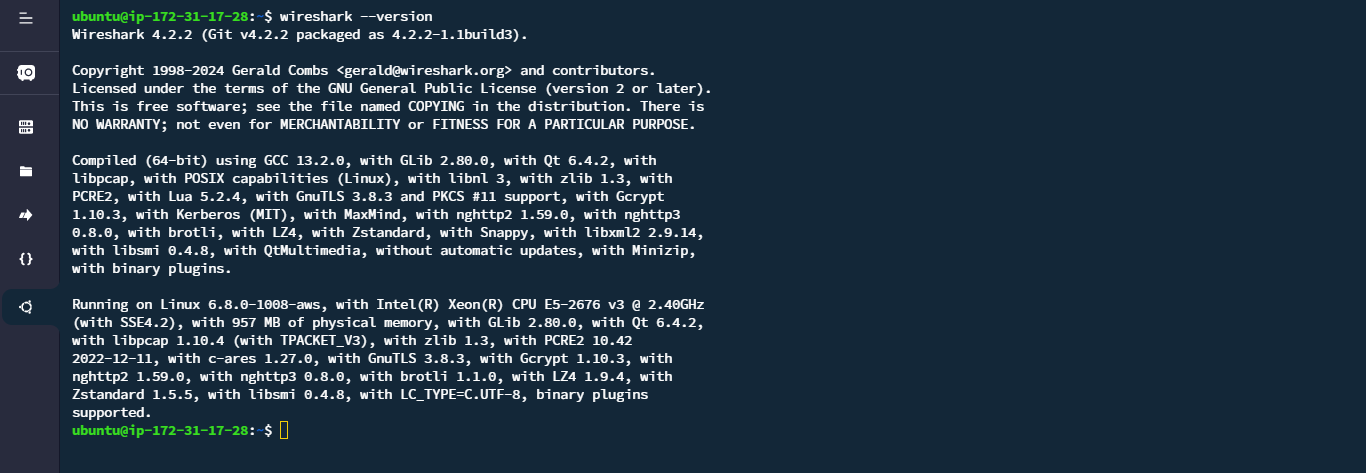 ubuntu@ip-172-31-17-28:~$ wireshark --version
Wireshark 4.2.2 (Git v4.2.2 packaged as 4.2.2-1.1build3).
Copyright 1998-2024 Gerald Combs <gerald@wireshark.org> and contributors.
Licensed under the terms of the GNU General Public License (version 2 or later).
This is free software; see the file named COPYING in the distribution. There is
NO WARRANTY; not even for MERCHANTABILITY or FITNESS FOR A PARTICULAR PURPOSE.
Compiled (64-bit) using GCC 13.2.0, with GLib 2.80.0, with Qt 6.4.2, with
libpcap, with POSIX capabilities (Linux), with libnl 3, with zlib 1.3, with
PCRE2, with Lua 5.2.4, with GnuTLS 3.8.3 and PKCS #11 support, with Gcrypt
1.10.3, with Kerberos (MIT), with MaxMind, with nghttp2 1.59.0, with nghttp3
0.8.0, with brotli, with LZ4, with Zstandard, with Snappy, with libxml2 2.9.14,
with libsmi 0.4.8, with QtMultimedia, without automatic updates, with Minizip,
with binary plugins.
Running on Linux 6.8.0-1008-aws, with Intel(R) Xeon(R) CPU E5-2676 v3 @ 2.40GHz
(with SSE4.2), with 957 MB of physical memory, with GLib 2.80.0, with Qt 6.4.2,
with libpcap 1.10.4 (with TPACKET_V3), with zlib 1.3, with PCRE2 10.42
2022-12-11, with c-ares 1.27.0, with GnuTLS 3.8.3, with Gcrypt 1.10.3, with
nghttp2 1.59.0, with nghttp3 0.8.0, with brotli 1.1.0, with LZ4 1.9.4, with
Zstandard 1.5.5, with libsmi 0.4.8, with LC_TYPE=C.UTF-8, binary plugins
supported.
ubuntu@ip-172-31-17-28:~$